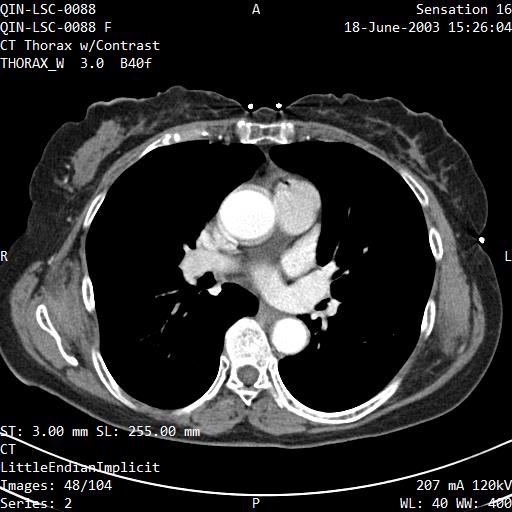 QIN-LSC-0088
QIN-LSC-0088 F
CT Thorax w/Contrast
THORAX_W 3.0 B40f
A
Sensation 16
18-June-2003 15:26:04
R
L
ST: 3.00 mm SL: 255.00 mm
CT
LittleEndianImplicit
Images: 48/104
Series: 2
P
207 mA 120kV
WL: 40 WW: 400